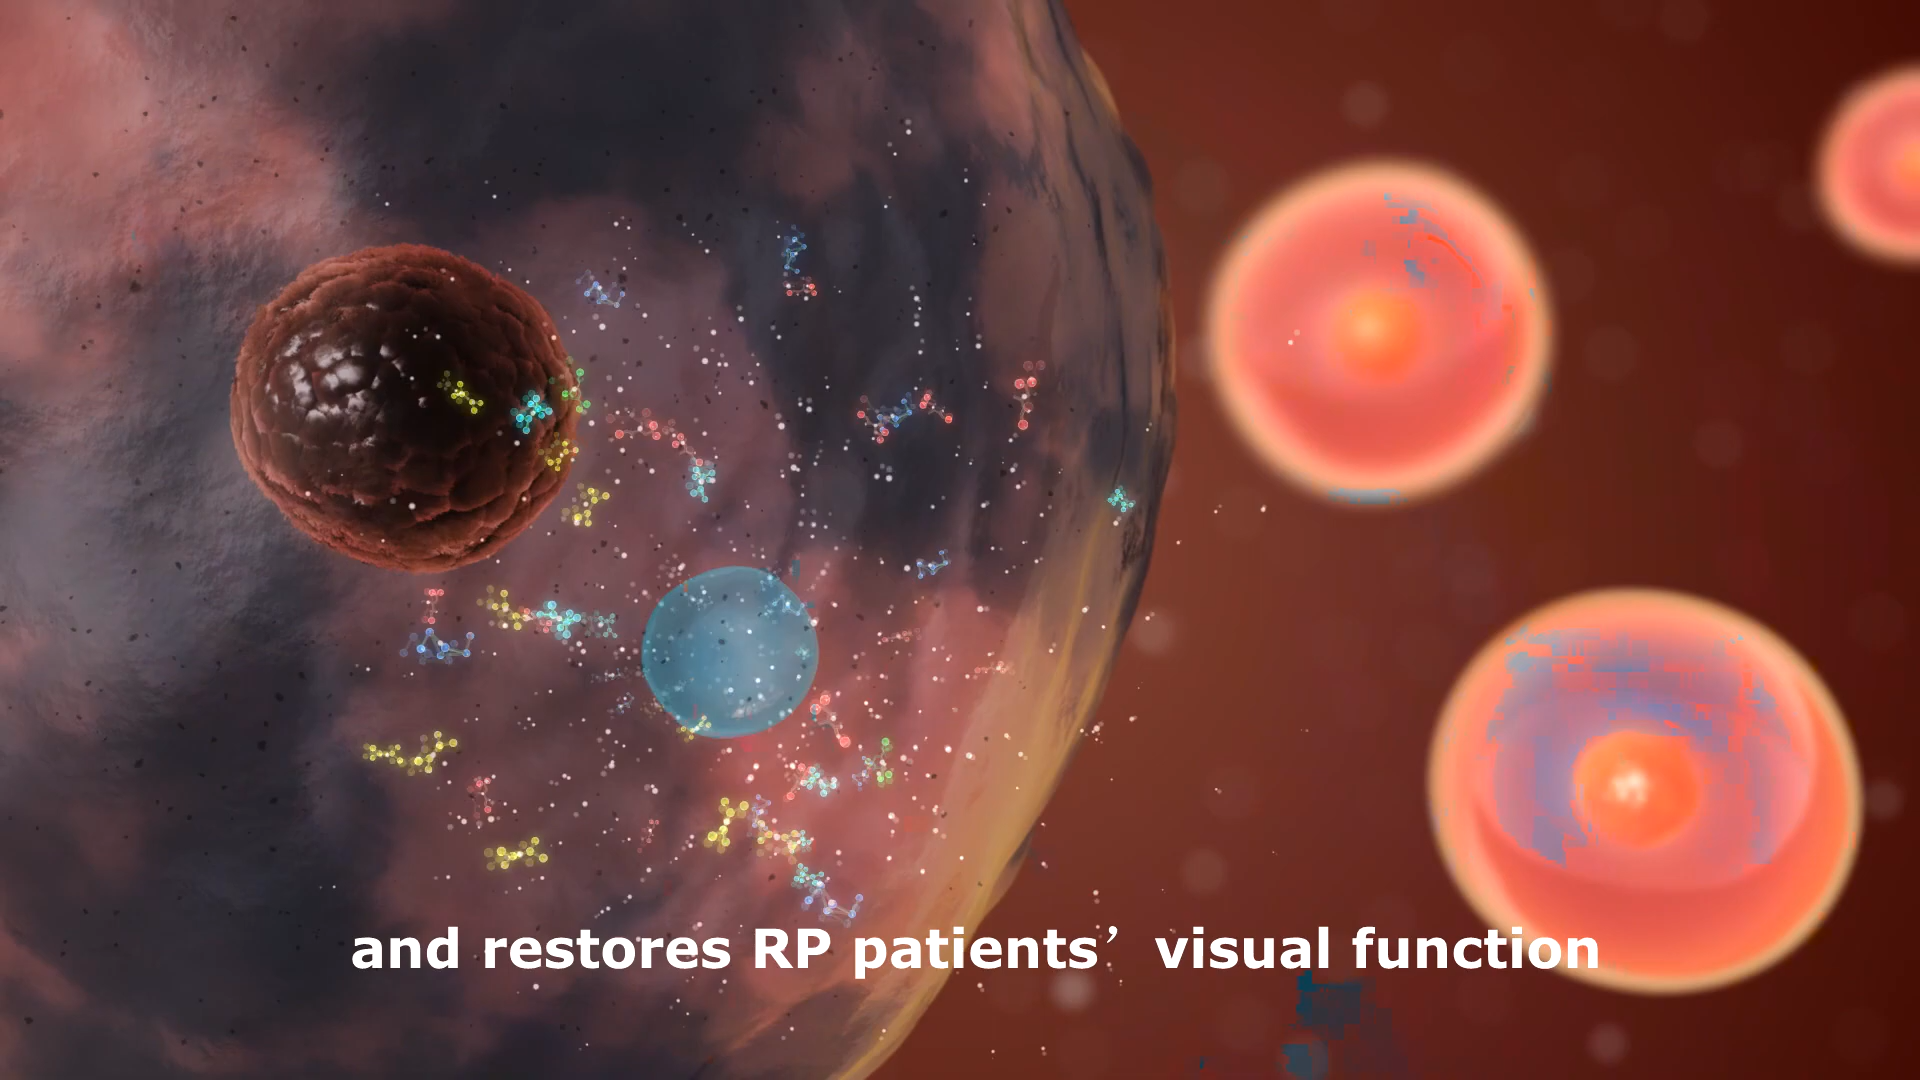 and restores RP patients’ visual function